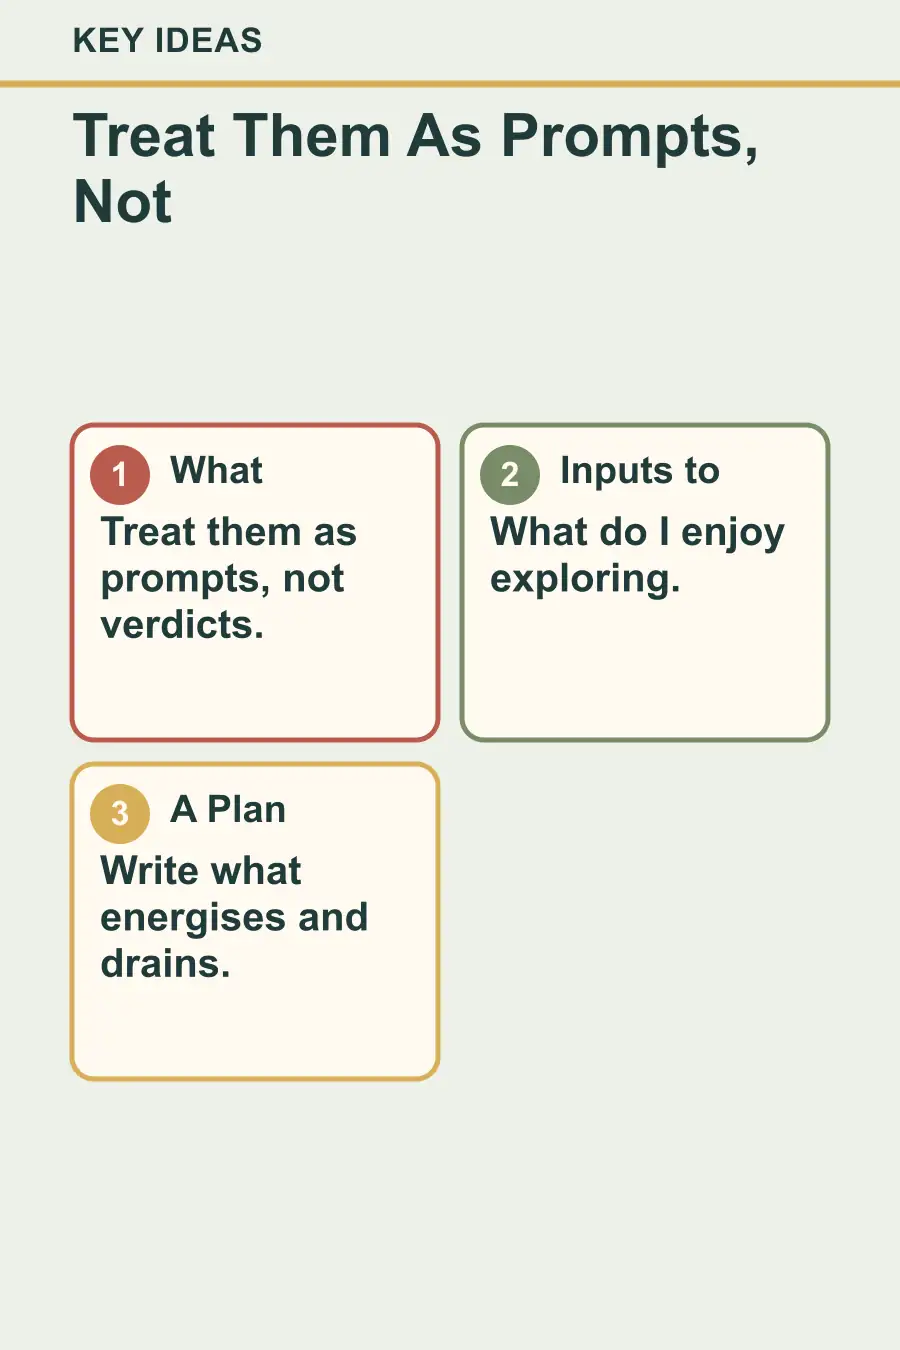 KEY IDEAS
Treat Them As Prompts,
Not
1 What
Treat them as
prompts, not
verdicts.
2 Inputs to
What do I enjoy
exploring.
3 A Plan
Write what
energises and
drains.